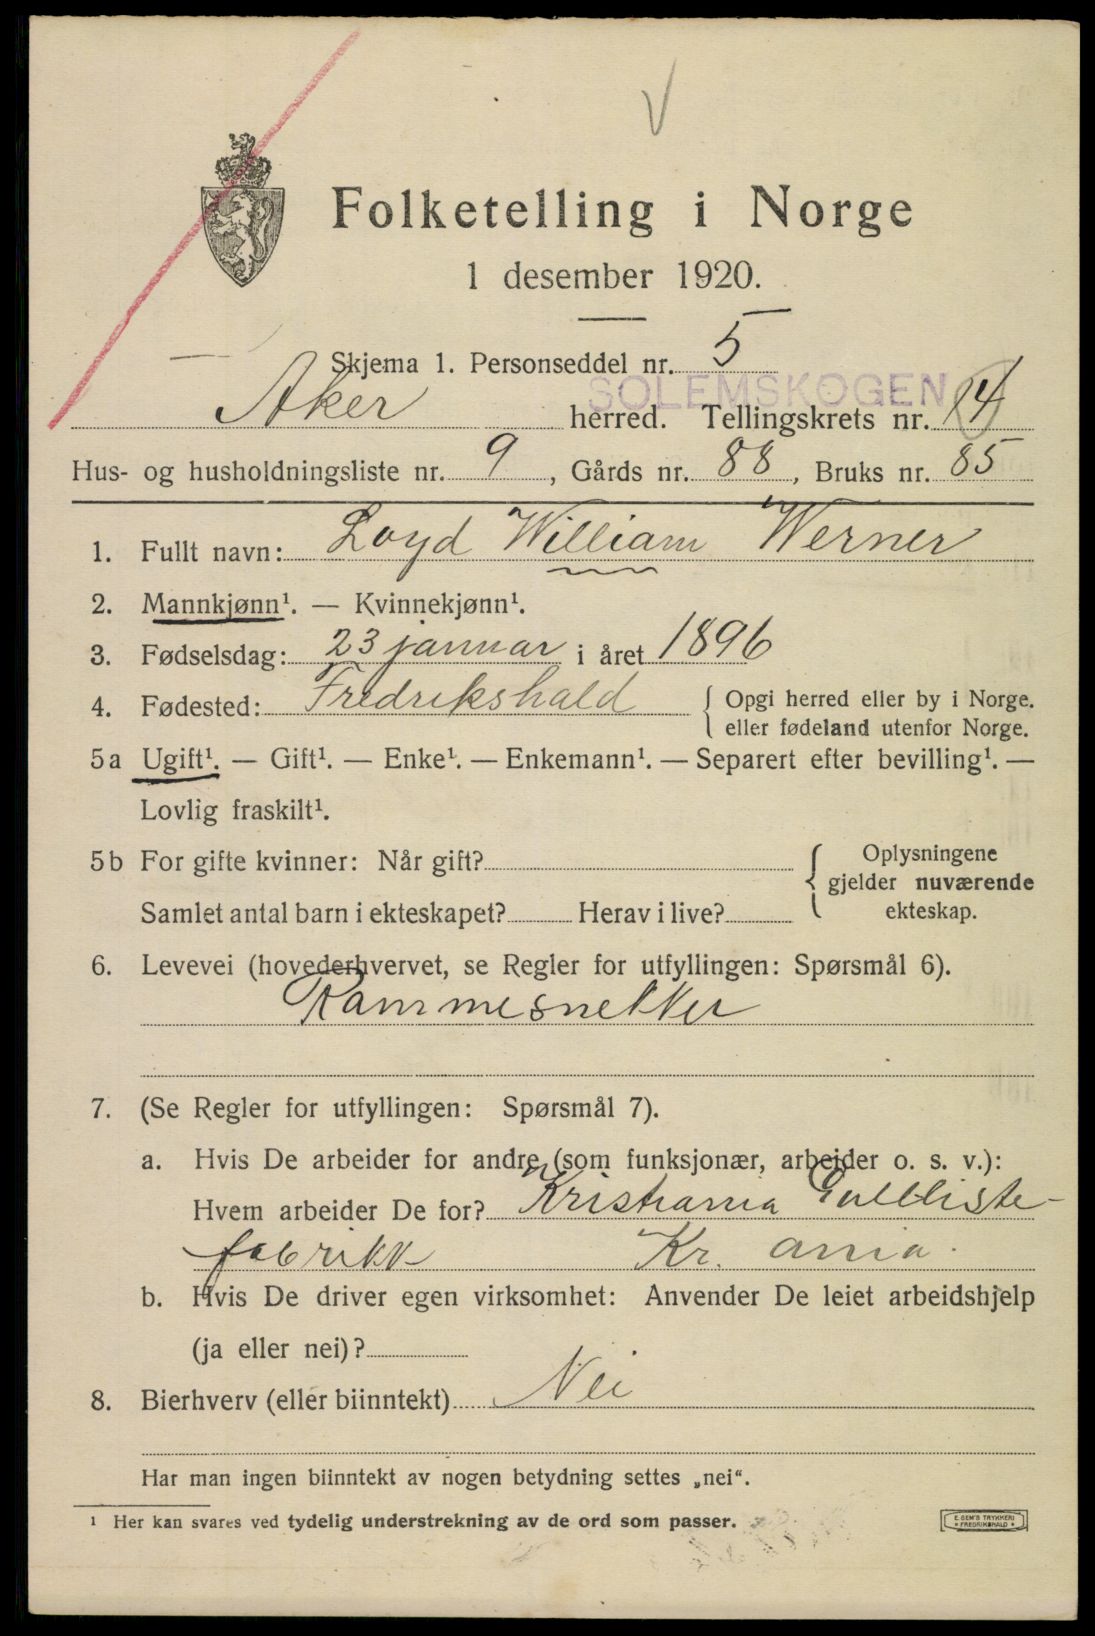 V
Folketelling i Norge
1 desember 1920.
Skjema 1. Personseddel nr. 5
SOLEMSKOGEN
Aker herred. Tellingskrets nr. 14
Hus- og husholdningsliste nr. 9, Gårds nr. 88, Bruks nr. 85
1. Fullt navn: Loyd William Werner
2. Mannkjønn¹. — Kvinnekjønn¹.
3. Fødselsdag: 23 januar i året 1896
4. Fødested: Fredrikshald { Opgi herred eller by i Norge.
eller fødeland utenfor Norge.
5a Ugift¹. — Gift¹. — Enke¹. — Enkemann¹. — Separert efter bevilling¹. —
Lovlig fraskilt¹.
5b For gifte kvinner: Når gift? { Oplysningene
gjelder nuværende
Samlet antal barn i ekteskapet? Herav i live? ekteskap.
6. Levevei (hovederhvervet, se Regler for utfyllingen: Spørsmål 6).
Rammesnekker
7. (Se Regler for utfyllingen: Spørsmål 7).
a. Hvis De arbeider for andre (som funksjonær, arbeider o. s. v.):
Hvem arbeider De for? Kristiania Gullliste-
fabrikk Kr. ania.
b. Hvis De driver egen virksomhet: Anvender De leiet arbeidshjelp
(ja eller nei)?
8. Bierhverv (eller biinntekt) Nei
Har man ingen biinntekt av nogen betydning settes „nei“.
¹ Her kan svares ved tydelig understrekning av de ord som passer.
E. SEM'S TRYKKERI
• FREDRIKSHALD •